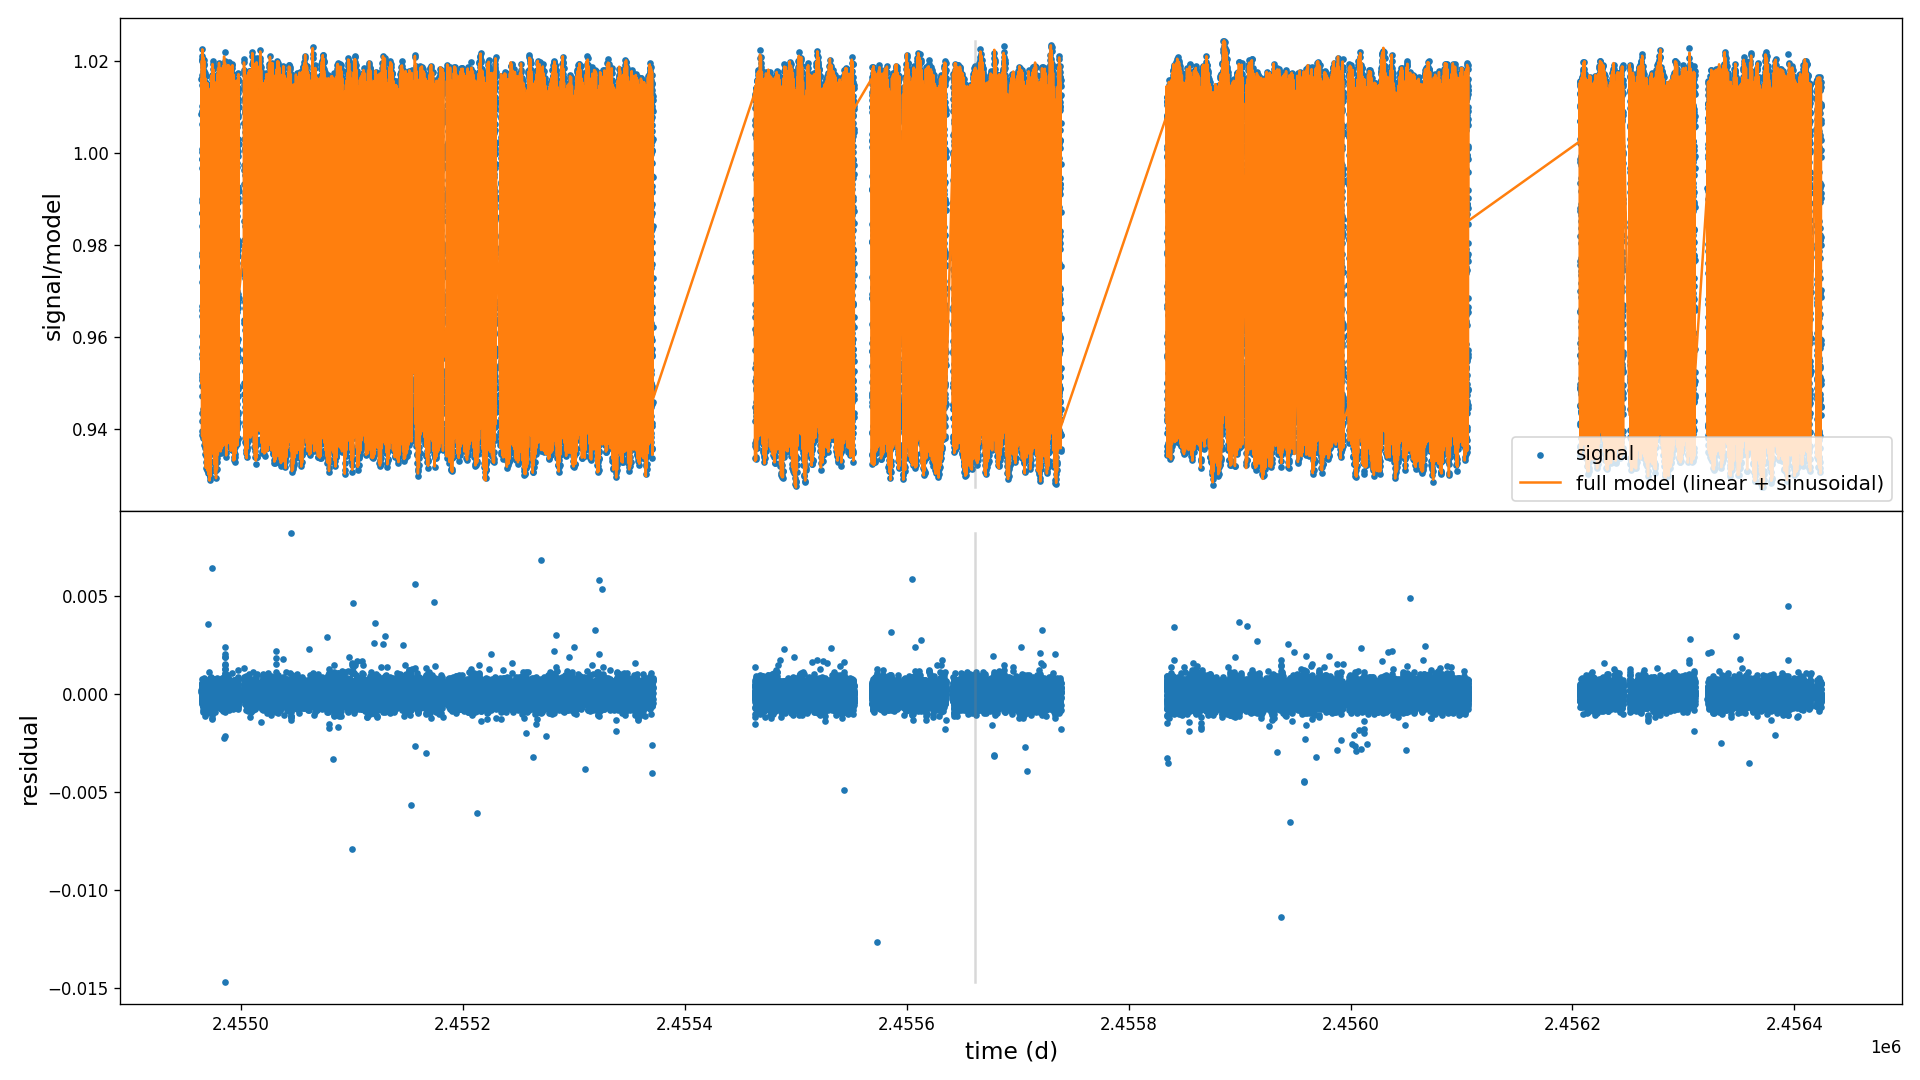 signal/model
1.02
1.00
0.98
0.96
0.94
signal
full model (linear + sinusoidal)
residual
0.005
0.000
−0.005
−0.010
−0.015
2.4550 2.4552 2.4554 2.4556 2.4558 2.4560 2.4562 2.4564
time (d)
1e6